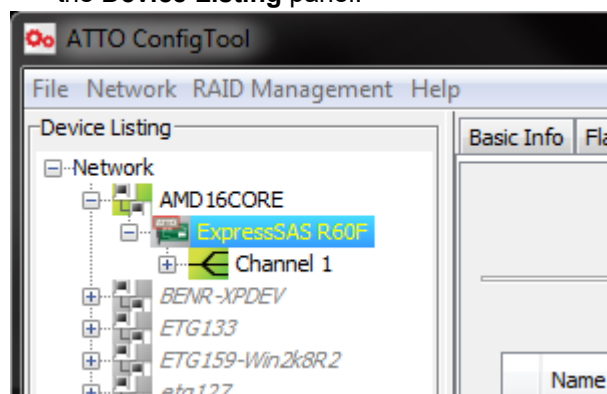 the Device Listing panel.
ATTO ConfigTool
File Network RAID Management Help
Device Listing
Basic Info
Network
AMD16CORE
ExpressSAS R60F
Channel 1
BENR-XPDEV
ETG133
ETG159-Win2k8R2
etg127
Name